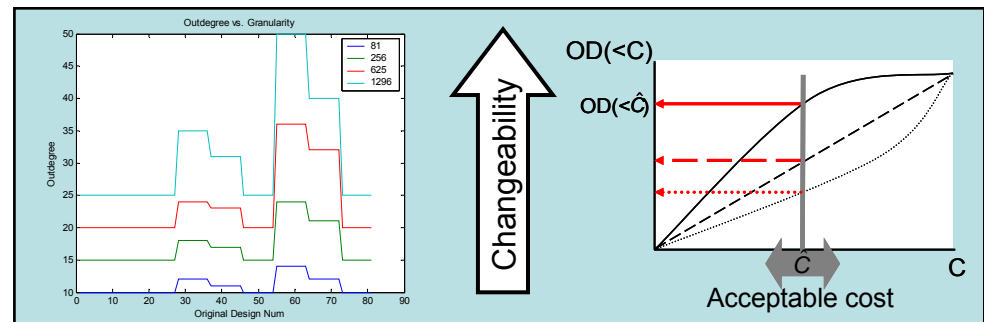 Outdegree vs. Granularity
50
45
40
35
30
25
20
15
10
0 10 20 30 40 50 60 70 80 90
Outdegree
Original Design Num
81
256
625
1296
Changeability
OD(<C)
OD(<Ĉ)
Ĉ
C
Acceptable cost